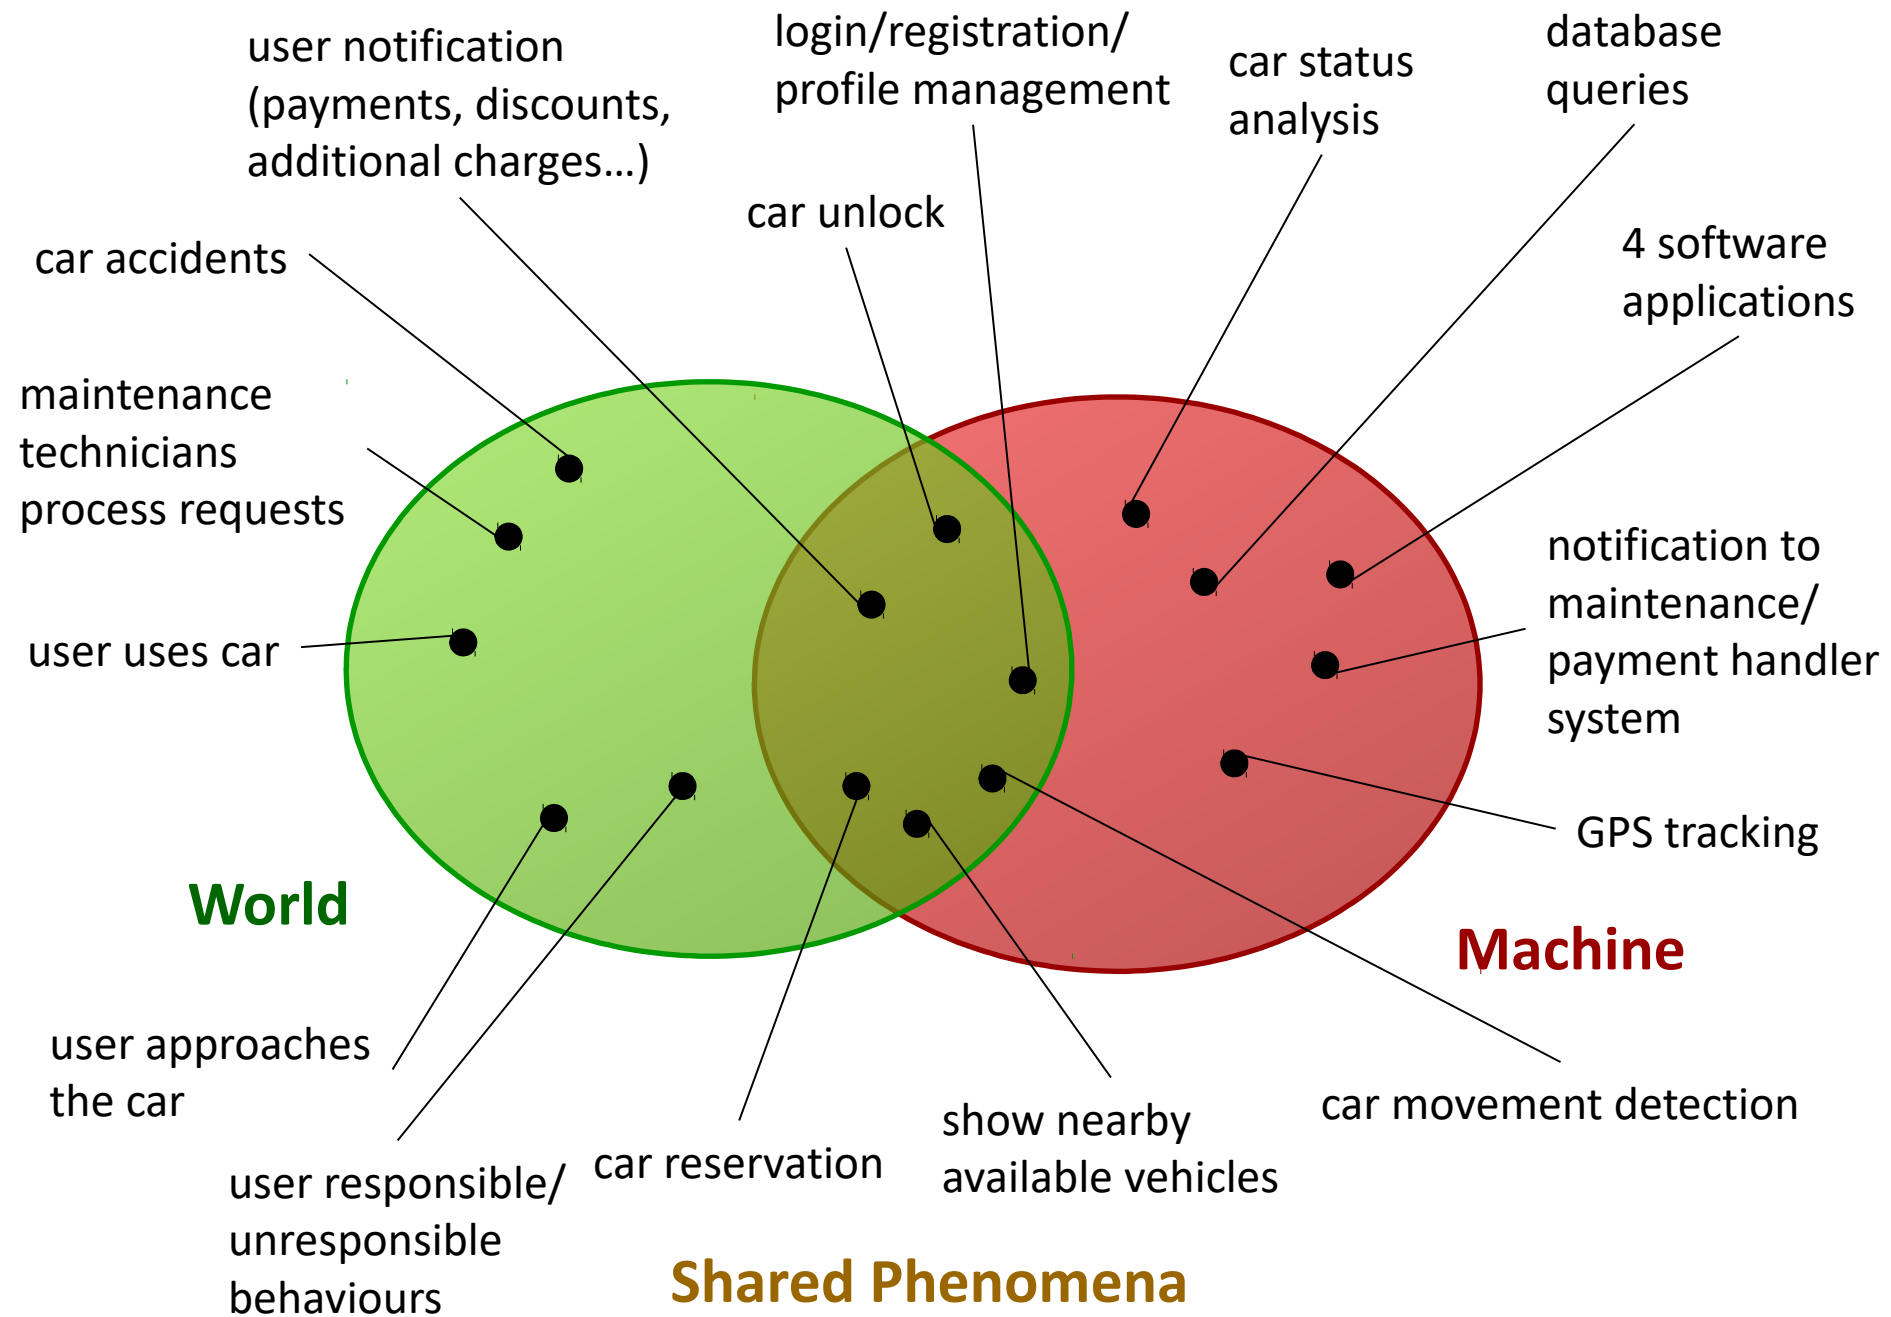 user notification
(payments, discounts,
additional charges…)
login/registration/
profile management
car status
analysis
database
queries
car unlock
car accidents
4 software
applications
maintenance
technicians
process requests
notification to
maintenance/
payment handler
system
user uses car
GPS tracking
World
Machine
user approaches
the car
car movement detection
show nearby
available vehicles
car reservation
user responsible/
unresponsible
behaviours
Shared Phenomena